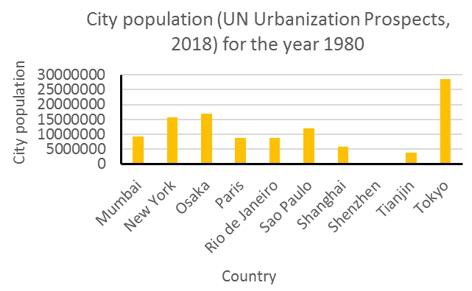 City population (UN Urbanization Prospects,
2018) for the year 1980
City population
30000000
25000000
20000000
15000000
10000000
5000000
0
Mumbai
New York
Osaka
Paris
Rio de Janeiro
Sao Paulo
Shanghai
Shenzhen
Tianjin
Tokyo
Country